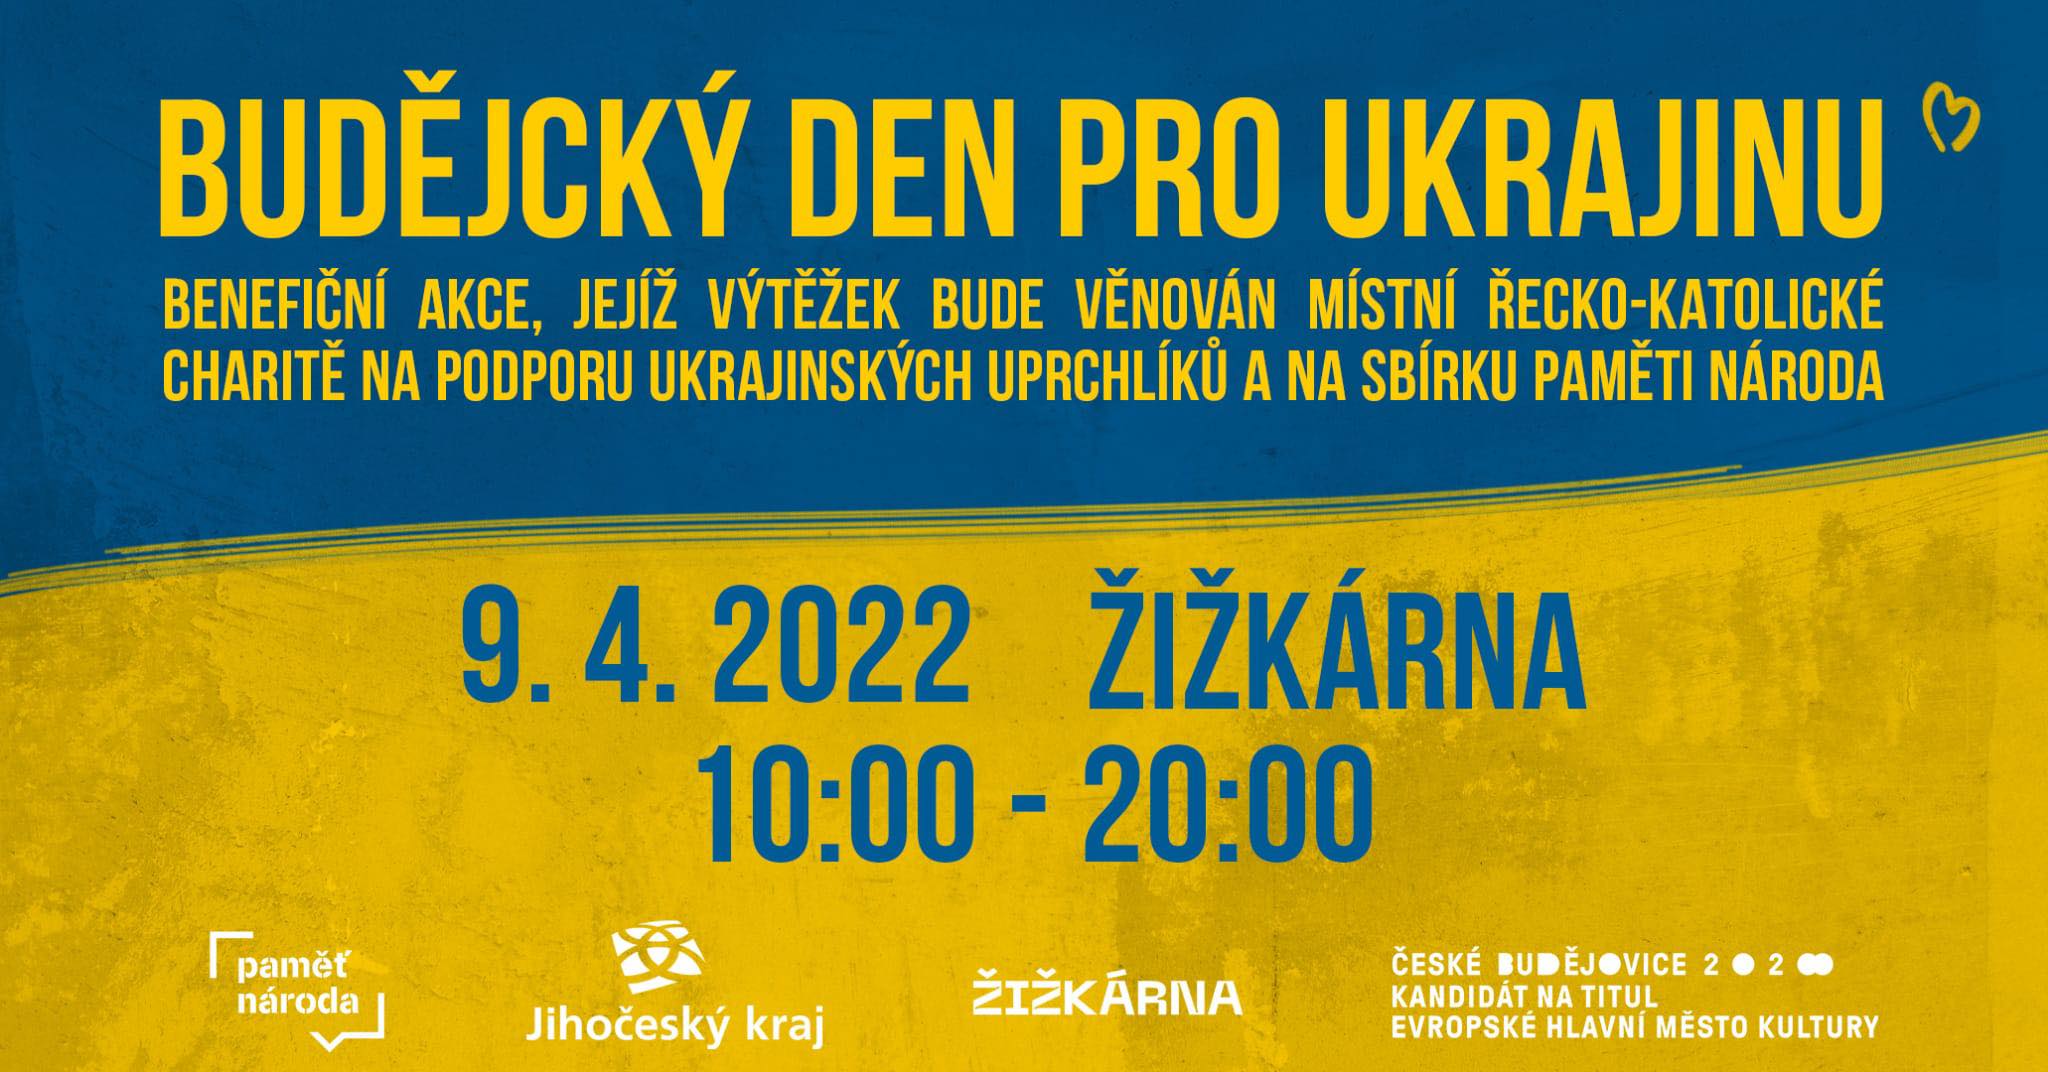 BUDĚJCKÝ DEN PRO UKRAJINU
BENEFIČNÍ AKCE, JEJÍŽ VÝTĚŽEK BUDE VĚNOVÁN MÍSTNÍ ŘECKO-KATOLICKÉ
CHARITĚ NA PODPORU UKRAJINSKÝCH UPRCHLÍKŮ A NA SBÍRKU PAMĚTI NÁRODA
9. 4. 2022 ŽIŽKÁRNA
10:00 - 20:00
paměť
národa
Jihočeský kraj
ŽIŽKÁRNA
ČESKÉ BUDĚJOVICE 2028
KANDIDÁT NA TITUL
EVROPSKÉ HLAVNÍ MĚSTO KULTURY